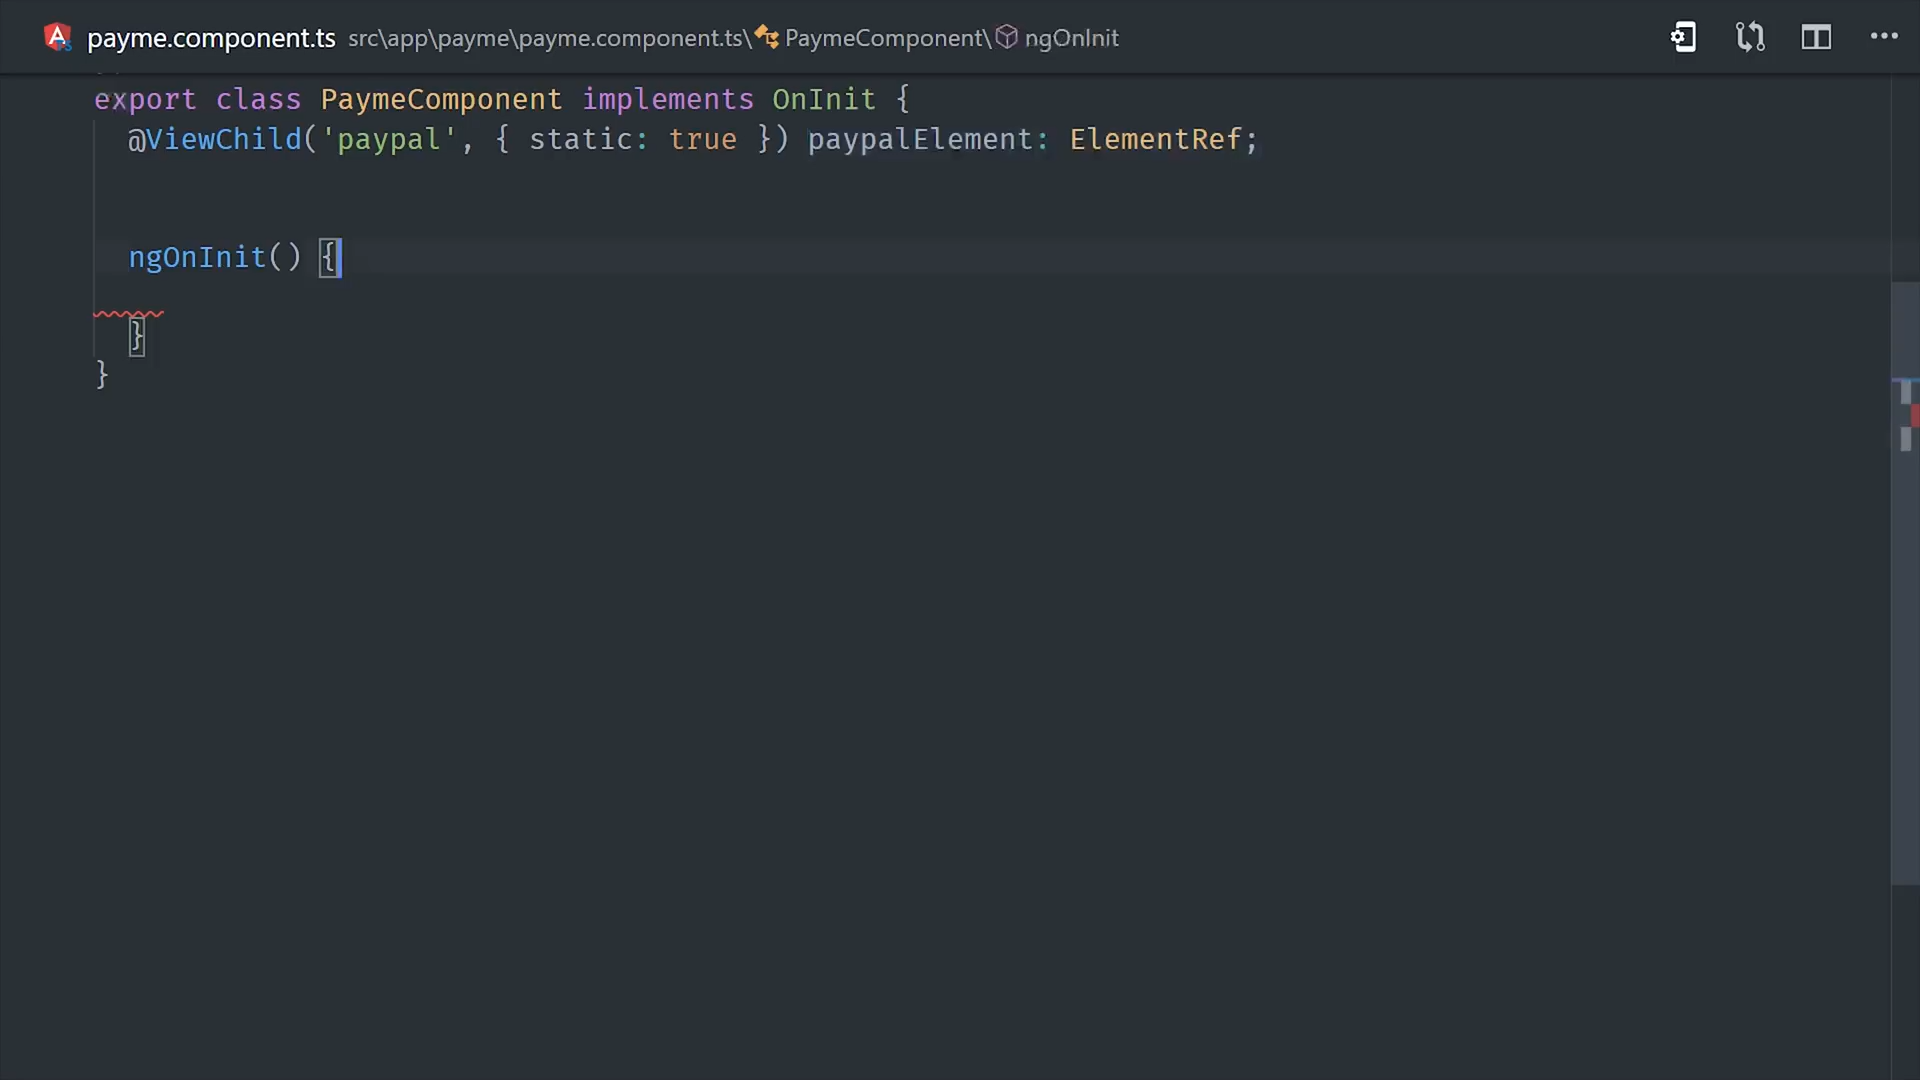 payme.component.ts src\app\payme\payme.component.ts\PaymeComponent\ngOnInit
export class PaymeComponent implements OnInit {
@ViewChild('paypal', { static: true }) paypalElement: ElementRef;
ngOnInit() {
}
}